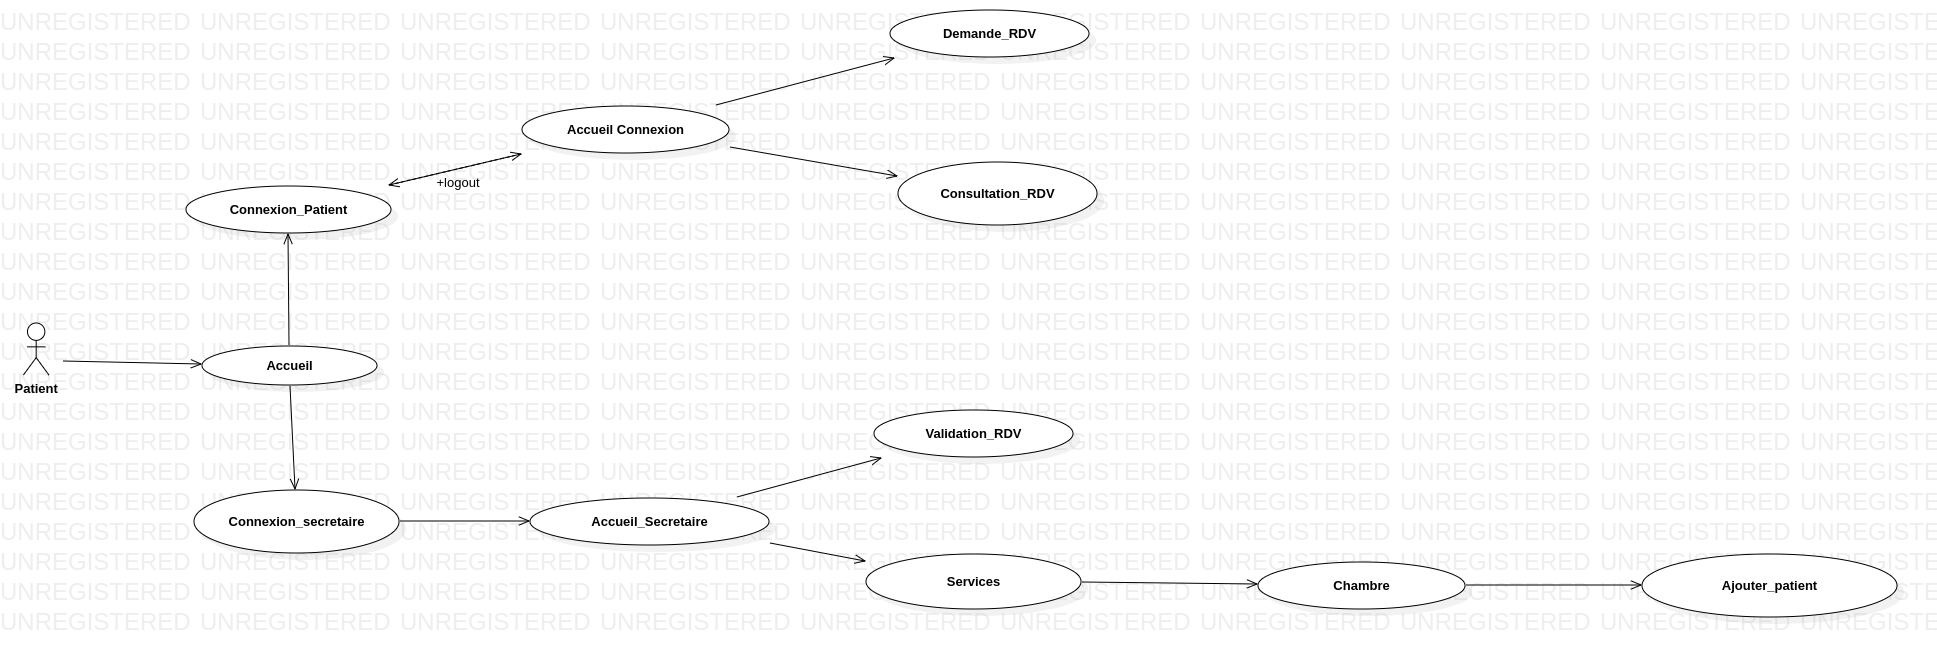 Demande_RDV
Accueil Connexion
+logout
Consultation_RDV
Connexion_Patient
Accueil
Patient
Validation_RDV
Connexion_secretaire
Accueil_Secretaire
Services
Chambre
Ajouter_patient
UNREGISTERED UNREGISTERED UNREGISTERED UNREGISTERED UNREGISTERED UNREGISTERED UNREGISTERED UNREGISTERED UNREGISTERED UNREGISTE